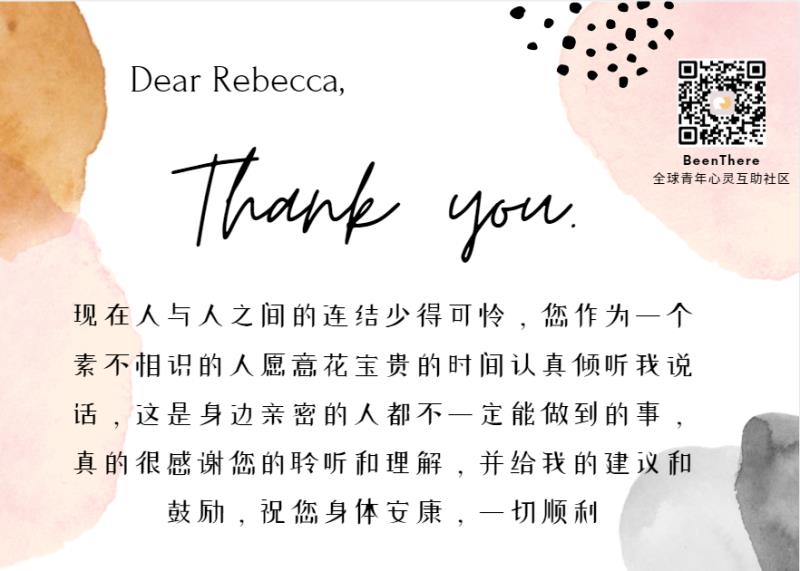 Dear Rebecca,
Thank you.
BeenThere
全球青年心灵互助社区
现在人与人之间的连结少得可怜，您作为一个
素不相识的人愿意花宝贵的时间认真倾听我说
话，这是身边亲密的人都不一定能做到的事，
真的很感谢您的聆听和理解，并给我的建议和
鼓励，祝您身体安康，一切顺利